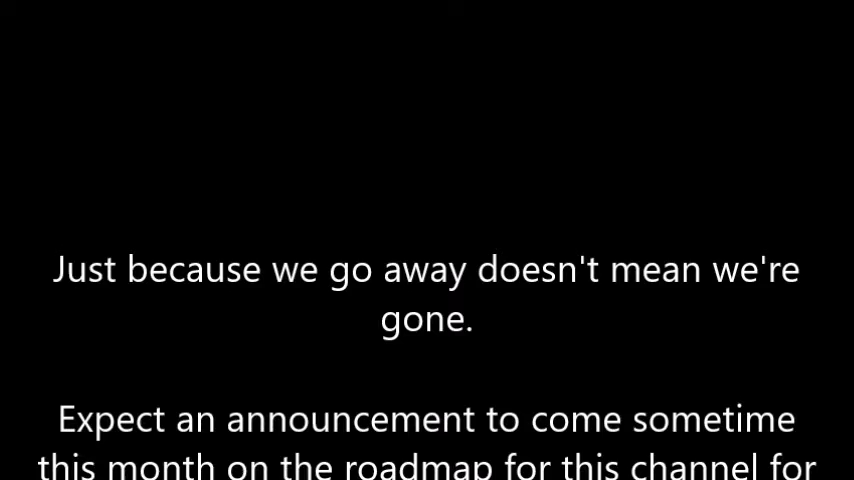 Just because we go away doesn't mean we're
gone.
Expect an announcement to come sometime
this month on the roadmap for this channel for